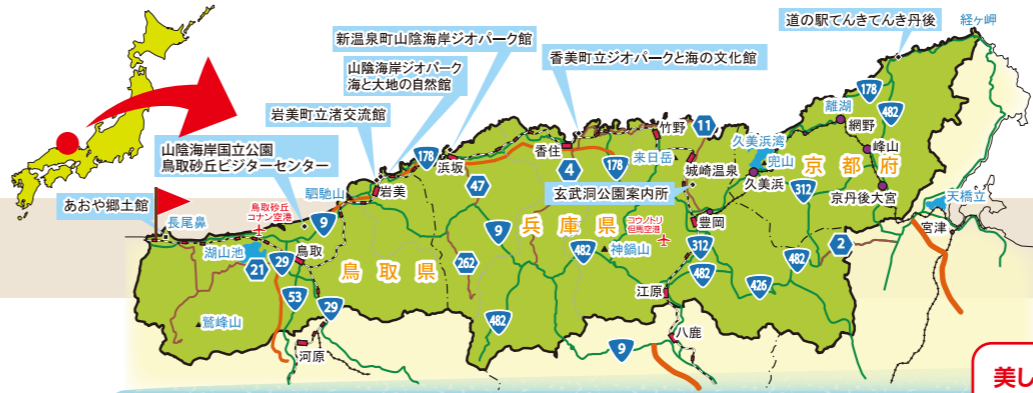 道の駅てんきてんき丹後
経ヶ岬
新温泉町山陰海岸ジオパーク館
香美町立ジオパークと海の文化館
山陰海岸ジオパーク
海と大地の自然館
岩美町立渚交流館
山陰海岸国立公園
鳥取砂丘ビジターセンター
あおや郷土館
長尾鼻
鳥取砂丘
コナン空港
駟馳山
岩美
178
浜坂
香住
竹野
11
久美浜湾
離湖
178
482
網野
峰山
兜山
京都府
久美浜
312
京丹後大宮
天橋立
宮津
来日岳
城崎温泉
玄武洞公園案内所
4
178
47
9
湖山池
鳥取
21
29
鳥取県
262
9
兵庫県
コウノトリ
但馬空港
豊岡
482
神鍋山
312
482
426
482
2
53
29
鷲峰山
河原
482
江原
八鹿
9
美し